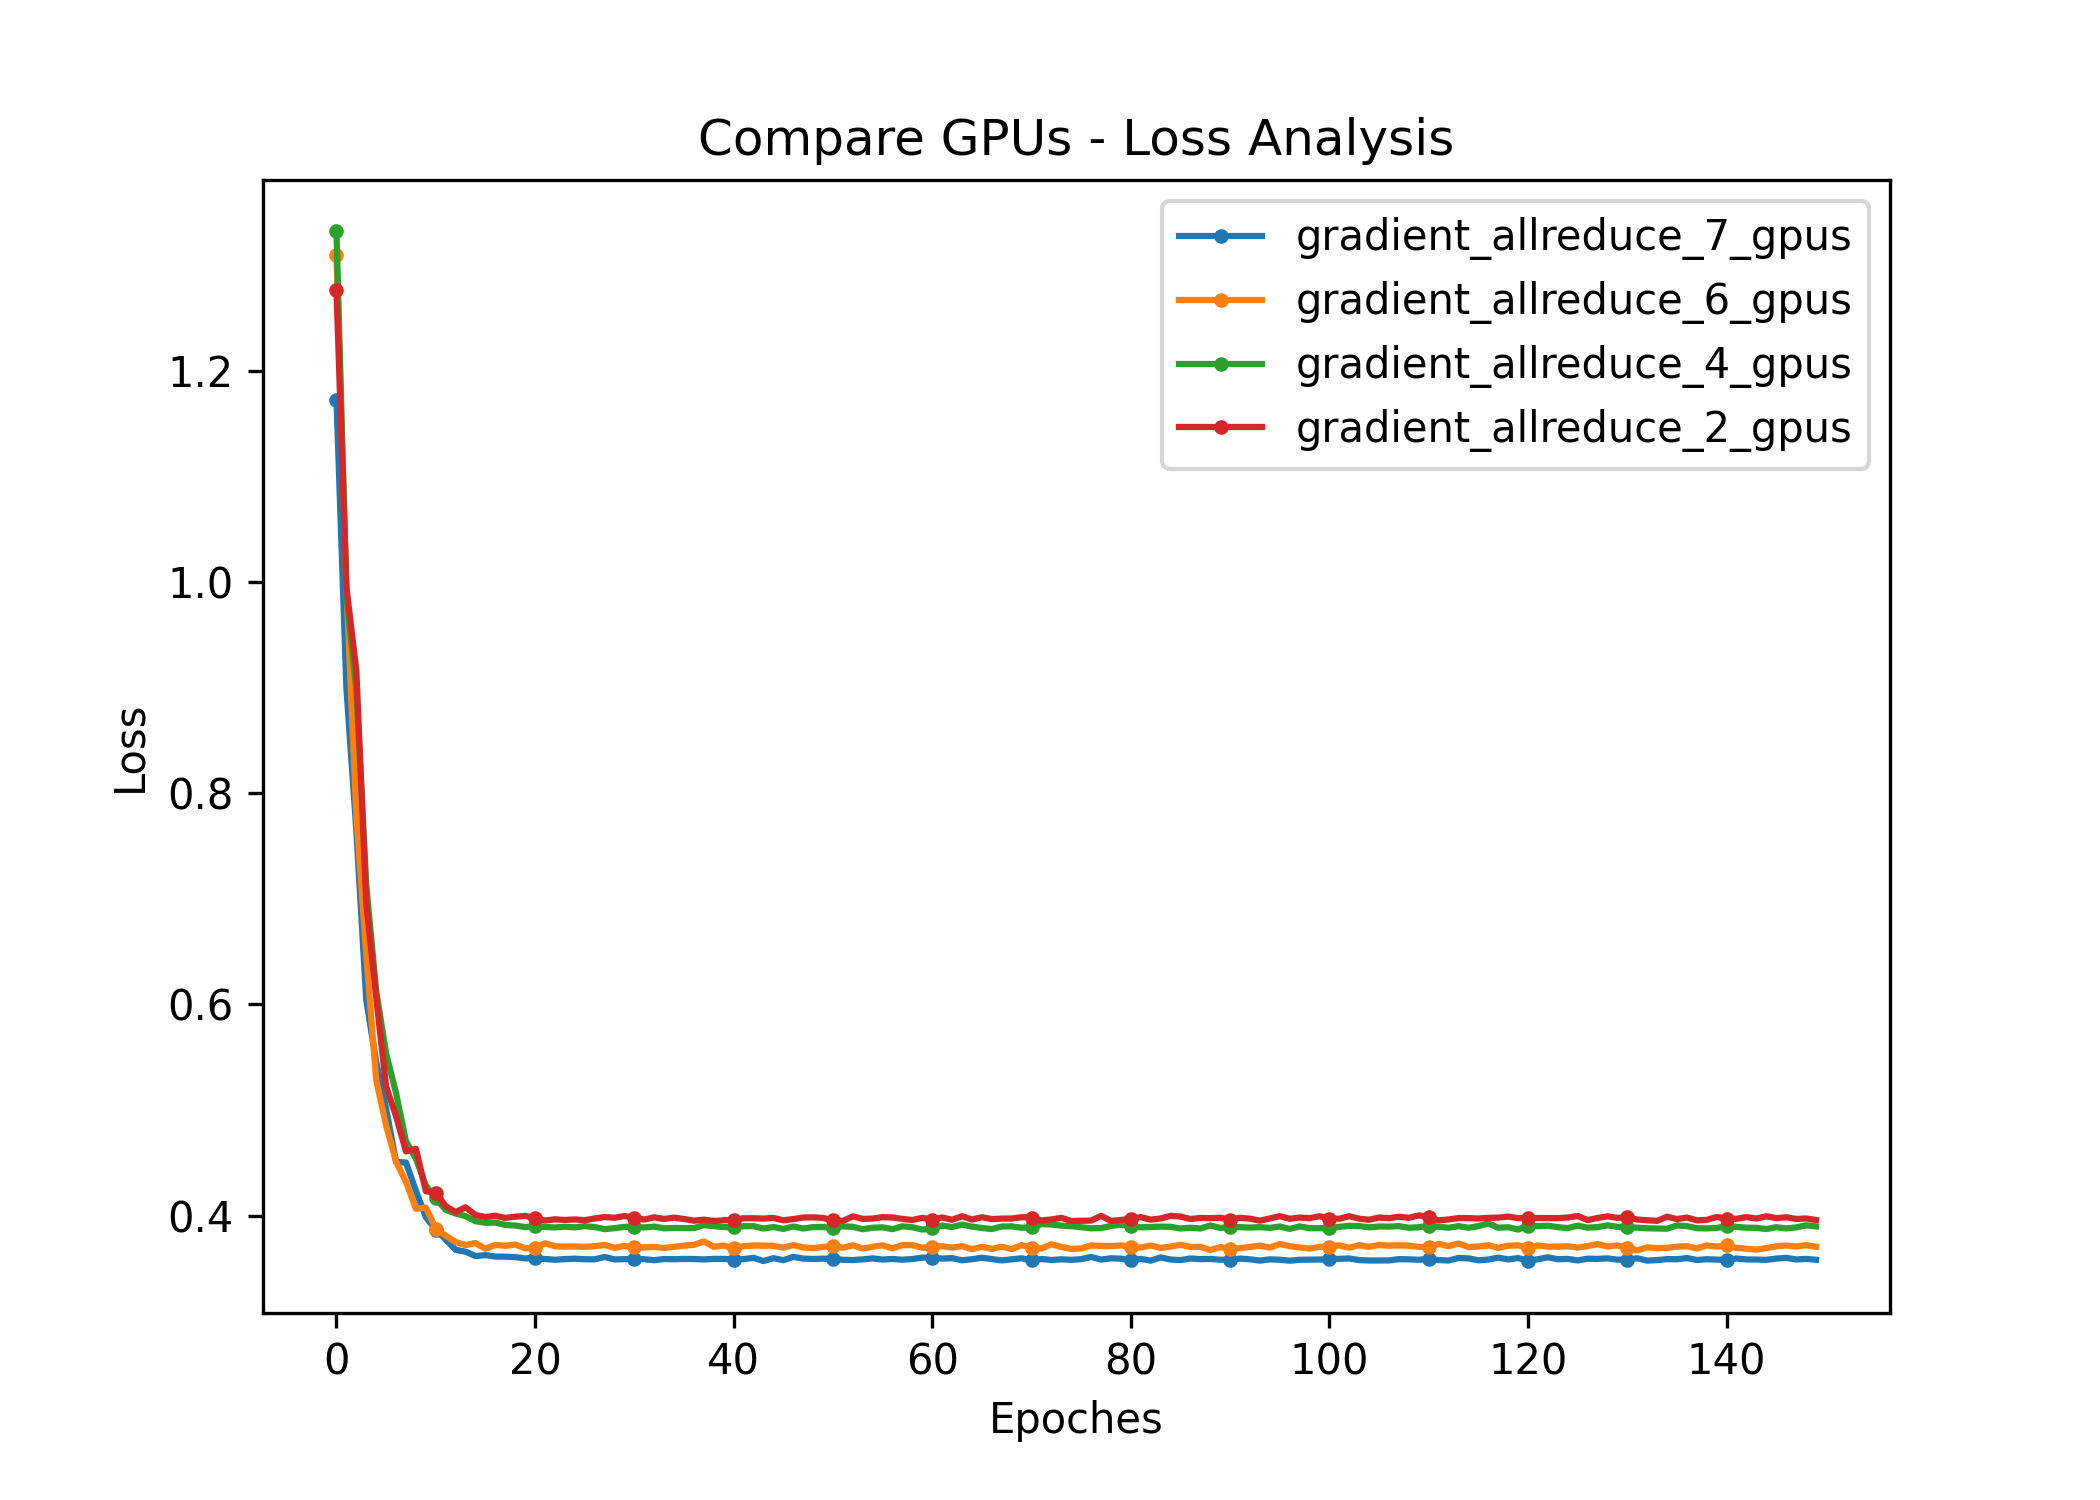 Compare GPUs - Loss Analysis
gradient_allreduce_7_gpus
gradient_allreduce_6_gpus
gradient_allreduce_4_gpus
gradient_allreduce_2_gpus
1.2
1.0
0.8
0.6
0.4
Loss
0 20 40 60 80 100 120 140
Epoches